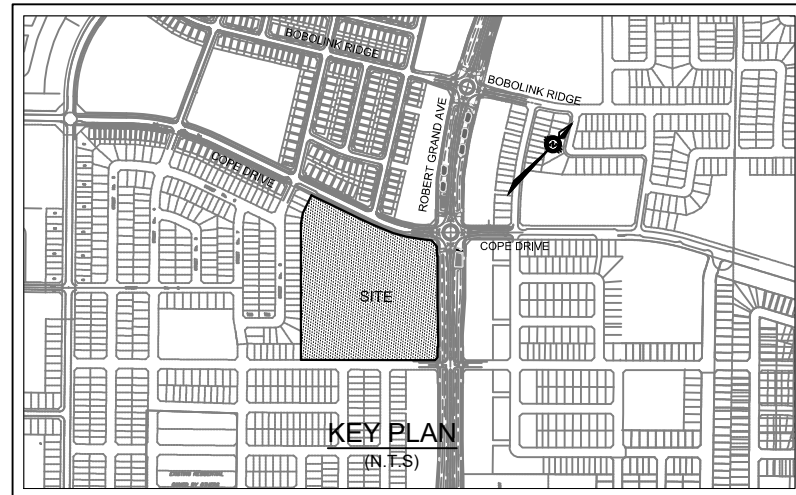 BOBOLINK RIDGE
BOBOLINK RIDGE
ROBERT GRAND AVE
COPE DRIVE
COPE DRIVE
SITE
KEY PLAN
(N.T.S)